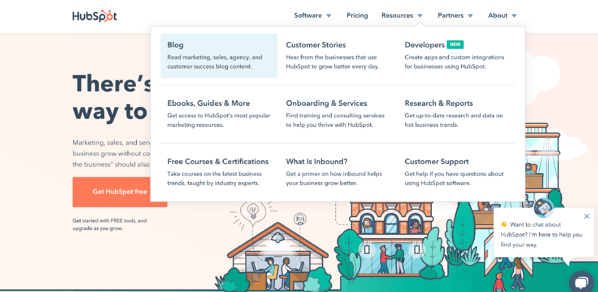 HubSpot
Software Pricing Resources Partners About
Blog
Read marketing, sales, agency, and
customer success blog content.
Customer Stories
Hear from the businesses that use
HubSpot to grow better every day.
Developers NEW
Create apps and custom integrations
for businesses using HubSpot.
Ebooks, Guides & More
Get access to HubSpot's most popular
marketing resources.
Onboarding & Services
Find training and consulting services
to help you thrive with HubSpot.
Research & Reports
Get up-to-date research and data on
hot business trends.
Free Courses & Certifications
Take courses on the latest business
trends, taught by industry experts.
What Is Inbound?
Get a primer on how inbound helps
your business grow better.
Customer Support
Get help if you have questions about
using HubSpot software.
There's
way to
Marketing, sales, and
business grow without
the business” should also
Get HubSpot free
Get started with FREE tools, and
upgrade as you grow.
👋 Want to chat about
HubSpot? I'm here to help you
find your way.